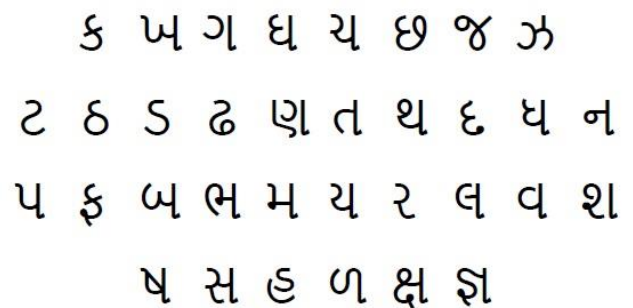 ક ખ ગ ઘ ચ છ જ ઝ
ટ ઠ ડ ઢ ણ ત થ દ ધ ન
પ ફ બ ભ મ ય ર લ વ શ
ષ સ હ ળ ક્ષ જ્ઞ